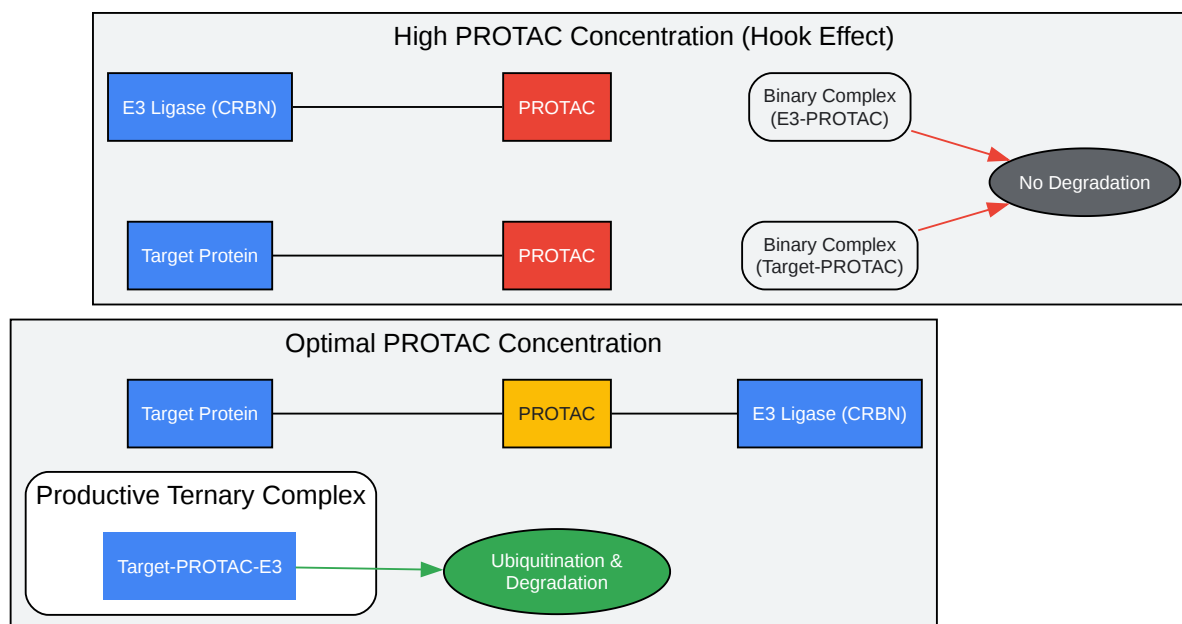 High PROTAC Concentration (Hook Effect)
E3 Ligase (CRBN)
PROTAC
Binary Complex
(E3-PROTAC)
No Degradation
Target Protein
PROTAC
Binary Complex
(Target-PROTAC)
Optimal PROTAC Concentration
Target Protein
PROTAC
E3 Ligase (CRBN)
Productive Ternary Complex
Target-PROTAC-E3
Ubiquitination &
Degradation